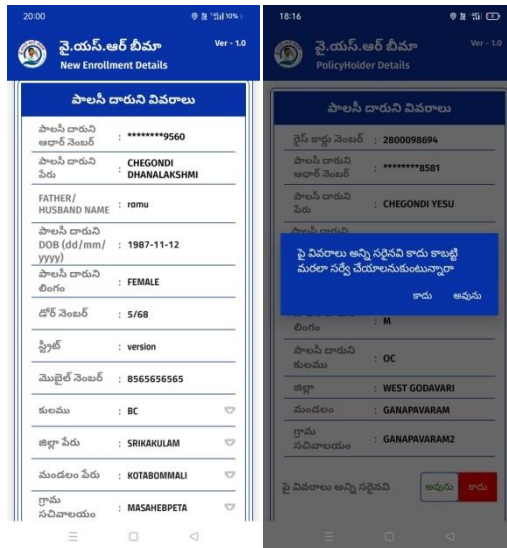 20:00
10%
వై.యస్.ఆర్ బీమా
Ver - 1.0
New Enrollment Details
పాలసీ దారుని వివరాలు
పాలసీ దారుని
ఆధార్ నెంబర్ : ********9560
పాలసీ దారుని
పేరు : CHEGONDI
DHANALAKSHMI
FATHER/
HUSBAND NAME : ramu
పాలసీ దారుని
DOB (dd/mm/
yyyy) : 1987-11-12
పాలసీ దారుని
లింగం : FEMALE
డోర్ నెంబర్ : 5/68
స్ట్రీట్ : version
మొబైల్ నెంబర్ : 8565656565
కులము : BC
జిల్లా పేరు : SRIKAKULAM
మండలం పేరు : KOTABOMMALI
గ్రామ
సచివాలయం : MASAHEBPETA
18:16
వై.యస్.ఆర్ బీమా
Ver - 1.0
PolicyHolder Details
పాలసీ దారుని వివరాలు
రైస్ కార్డు నెంబర్ : 2800098694
పాలసీ దారుని
ఆధార్ నెంబర్ : ********8581
పాలసీ దారుని
పేరు : CHEGONDI YESU
పాలసీ దారుని
పై వివరాలు అన్ని సరైనవి కాదు కాబట్టి
మరలా సర్వే చేయాలనుకుంటున్నారా
కాదు అవును
లింగం : M
పాలసీ దారుని
కులము : OC
జిల్లా : WEST GODAVARI
మండలం : GANAPAVARAM
గ్రామ
సచివాలయం : GANAPAVARAM2
పై వివరాలు అన్ని సరైనవి అవును కాదు